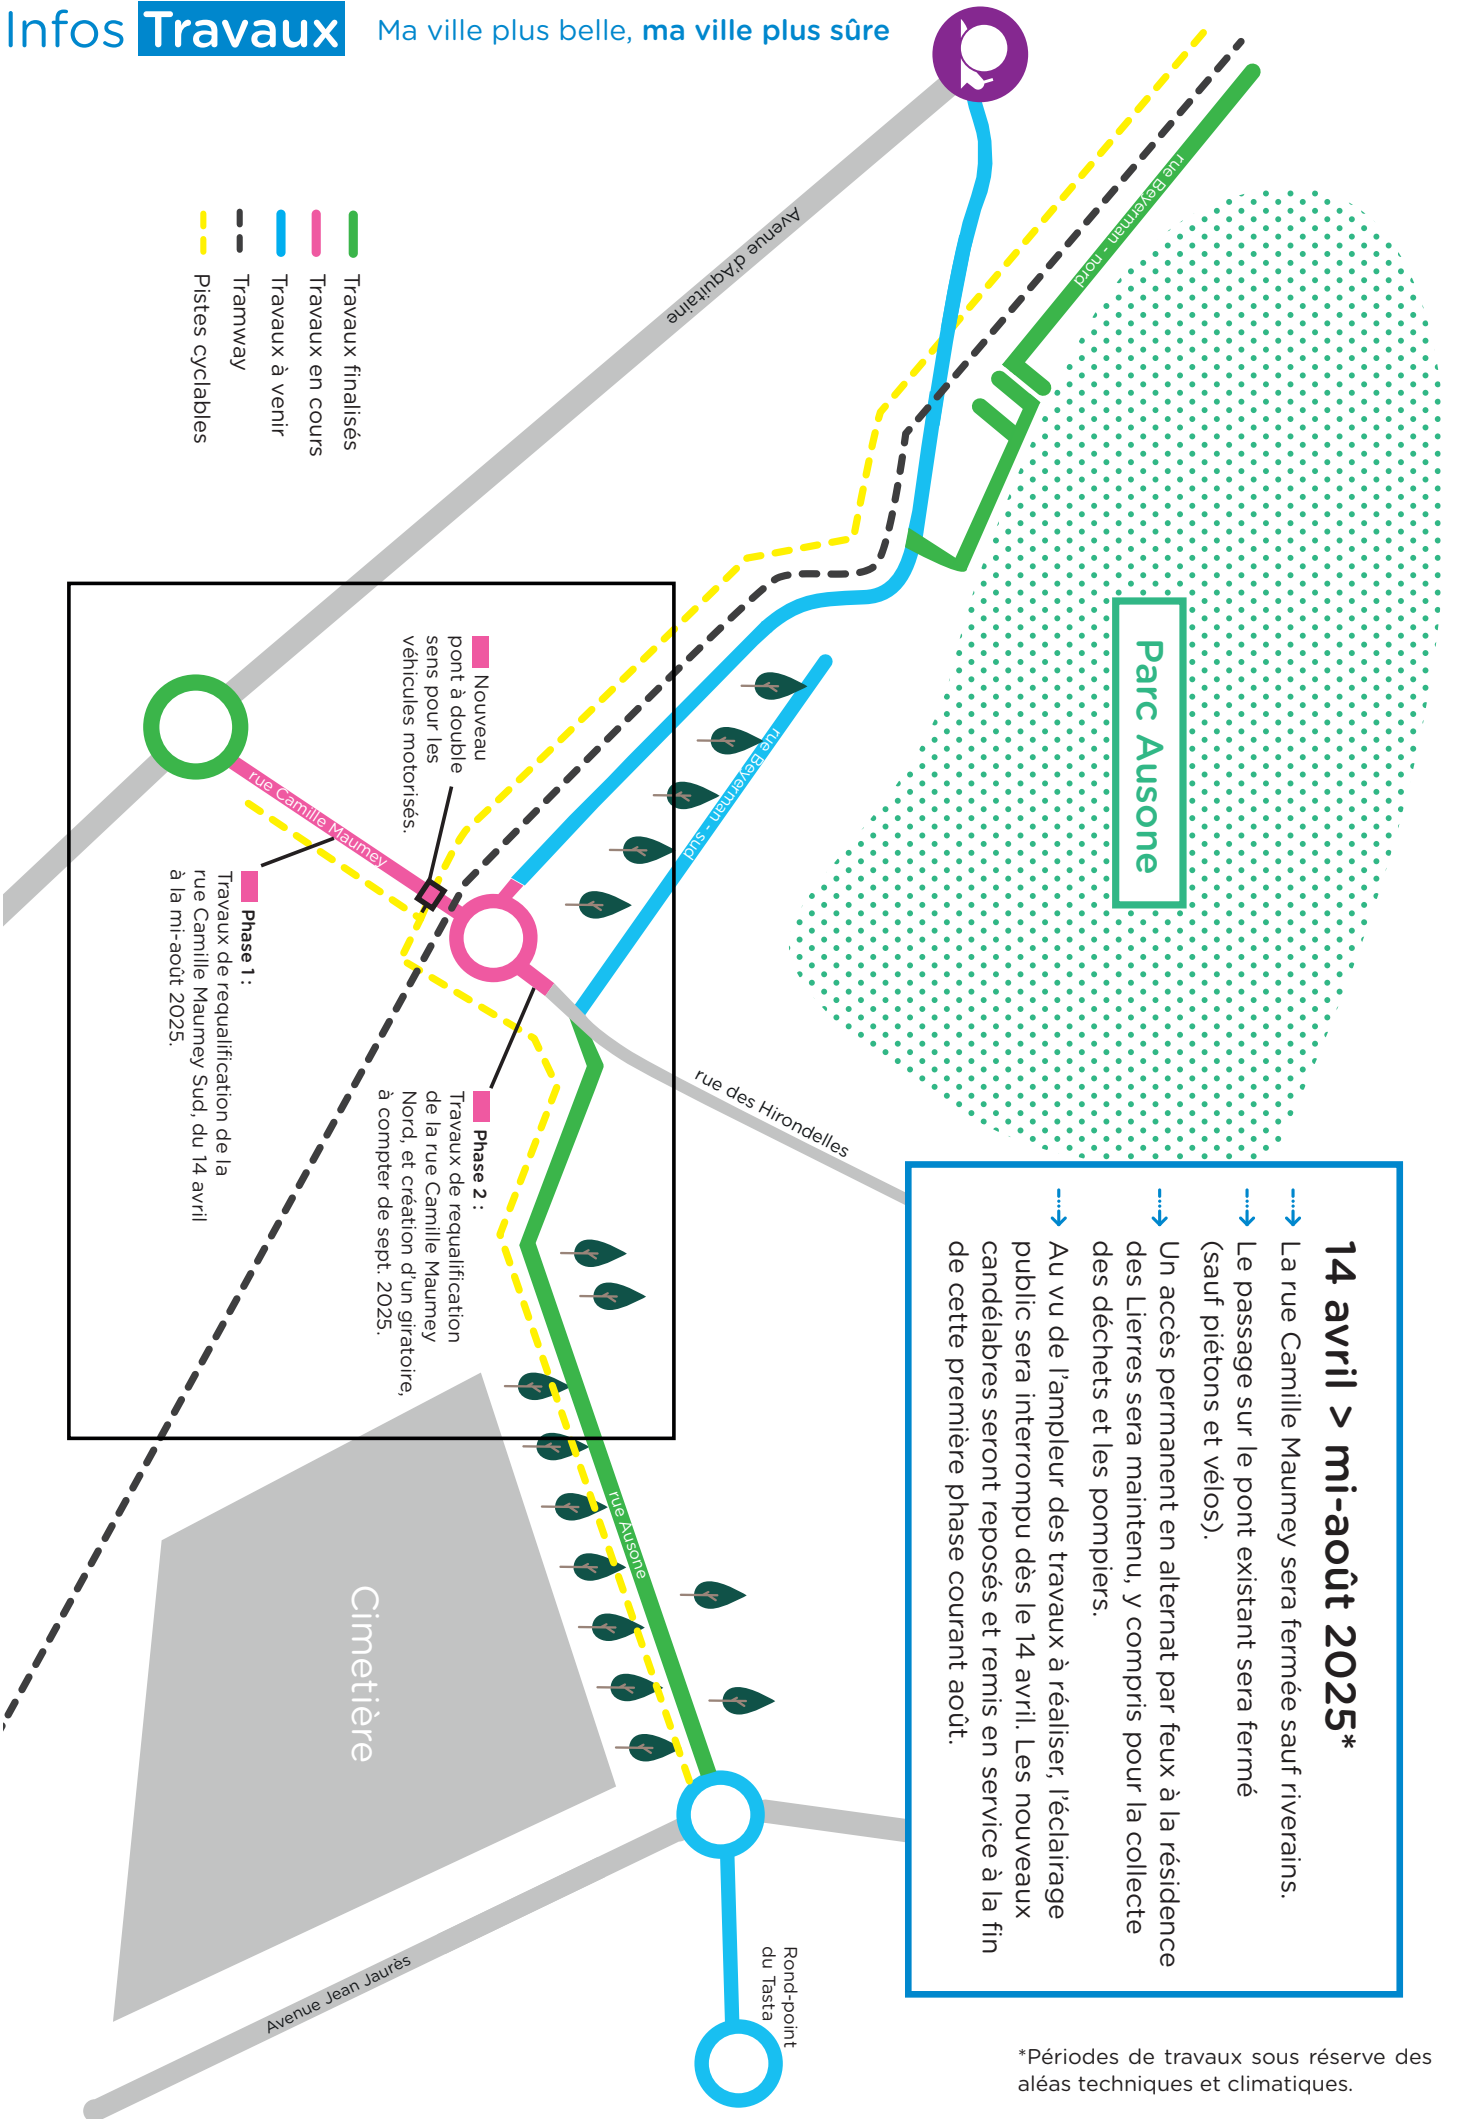 Infos Travaux
Ma ville plus belle, ma ville plus sûre
rue Beyerman - nord
Avenue d'Aquitaine
Travaux finalisés
Travaux en cours
Travaux à venir
Tramway
Pistes cyclables
Parc Ausone
Nouveau
pont à double
sens pour les
véhicules motorisés.
rue Beyerman - sud
rue Camille Maumey
Phase 1 :
Travaux de requalification de la
rue Camille Maumey Sud, du 14 avril
à la mi-août 2025.
Phase 2 :
Travaux de requalification
de la rue Camille Maumey
Nord, et création d'un giratoire,
à compter de sept. 2025.
rue des Hirondelles
14 avril > mi-août 2025*
La rue Camille Maumey sera fermée sauf riverains.
Le passage sur le pont existant sera fermé
(sauf piétons et vélos).
Un accès permanent en alternat par feux à la résidence
des Lierres sera maintenu, y compris pour la collecte
des déchets et les pompiers.
Au vu de l'ampleur des travaux à réaliser, l'éclairage
public sera interrompu dès le 14 avril. Les nouveaux
candélabres seront reposés et remis en service à la fin
de cette première phase courant août.
rue Ausone
Cimetière
Avenue Jean Jaurès
Rond-point
du Tasta
*Périodes de travaux sous réserve des
aléas techniques et climatiques.